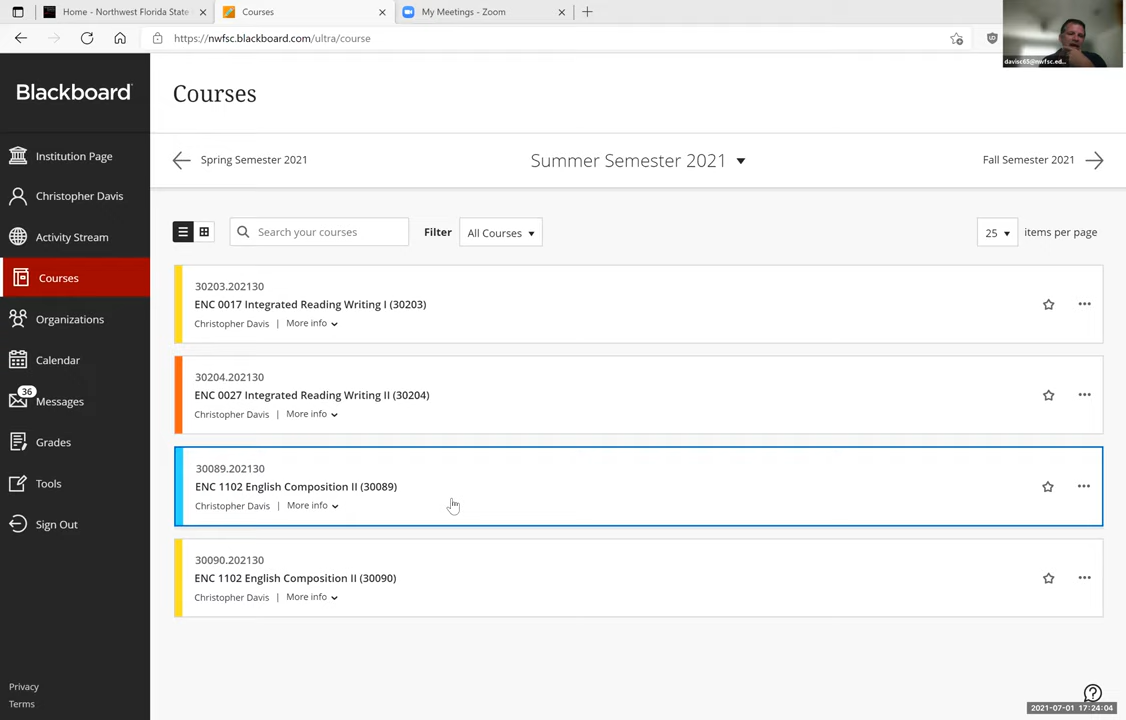 Home - Northwest Florida State
Courses
My Meetings - Zoom
https://nwfsc.blackboard.com/ultra/course
davisc65@nwfsc.ed...
Blackboard
Institution Page
Christopher Davis
Activity Stream
Courses
Organizations
Calendar
36
Messages
Grades
Tools
Sign Out
Privacy
Terms
Courses
Spring Semester 2021
Summer Semester 2021
Fall Semester 2021
Search your courses
Filter
All Courses
25
items per page
30203.202130
ENC 0017 Integrated Reading Writing I (30203)
Christopher Davis | More info
30204.202130
ENC 0027 Integrated Reading Writing II (30204)
Christopher Davis | More info
30089.202130
ENC 1102 English Composition II (30089)
Christopher Davis | More info
30090.202130
ENC 1102 English Composition II (30090)
Christopher Davis | More info
2021-07-01 17:24:04